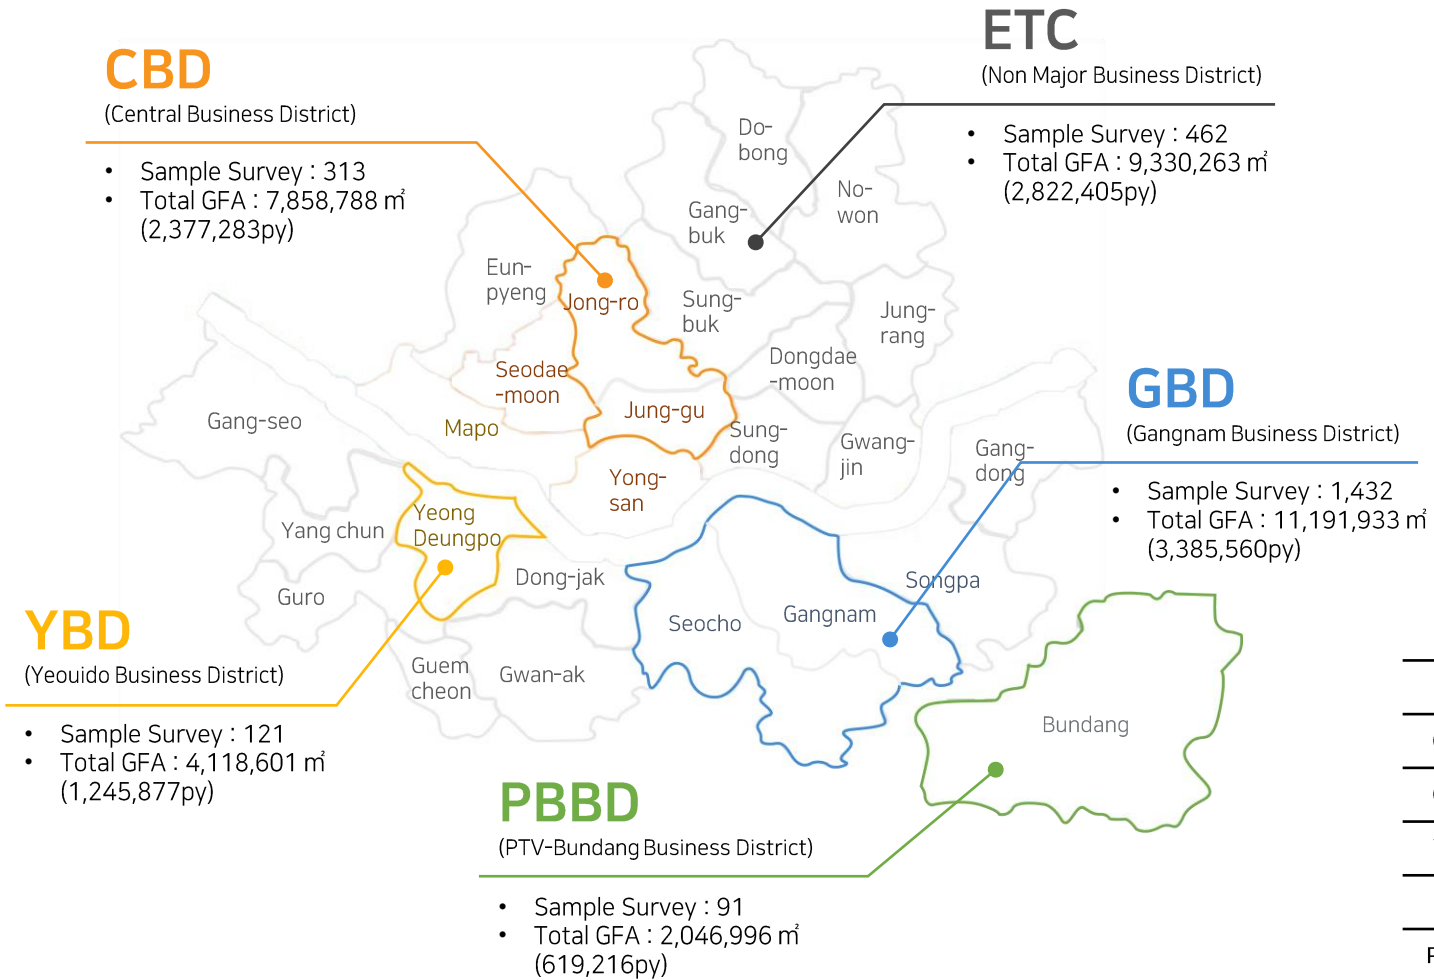 ETC
(Non Major Business District)
• Sample Survey : 462
• Total GFA : 9,330,263 ㎡
(2,822,405py)
CBD
(Central Business District)
• Sample Survey : 313
• Total GFA : 7,858,788 ㎡
(2,377,283py)
Do-
bong
No-
won
Gang-
buk
Eun-
pyeng
Jong-ro
Sung-
buk
Jung-
rang
Dongdae
-moon
Seodae
-moon
Jung-gu
Mapo
Gang-seo
Sung-
dong
Gwang-
jin
Gang-
dong
Yong-
san
GBD
(Gangnam Business District)
• Sample Survey : 1,432
• Total GFA : 11,191,933 ㎡
(3,385,560py)
Yang chun
Yeong
Deungpo
Guro
Dong-jak
Seocho
Gangnam
Songpa
Guem
cheon
Gwan-ak
Bundang
YBD
(Yeouido Business District)
• Sample Survey : 121
• Total GFA : 4,118,601 ㎡
(1,245,877py)
PBBD
(PTV-Bundang Business District)
• Sample Survey : 91
• Total GFA : 2,046,996 ㎡
(619,216py)